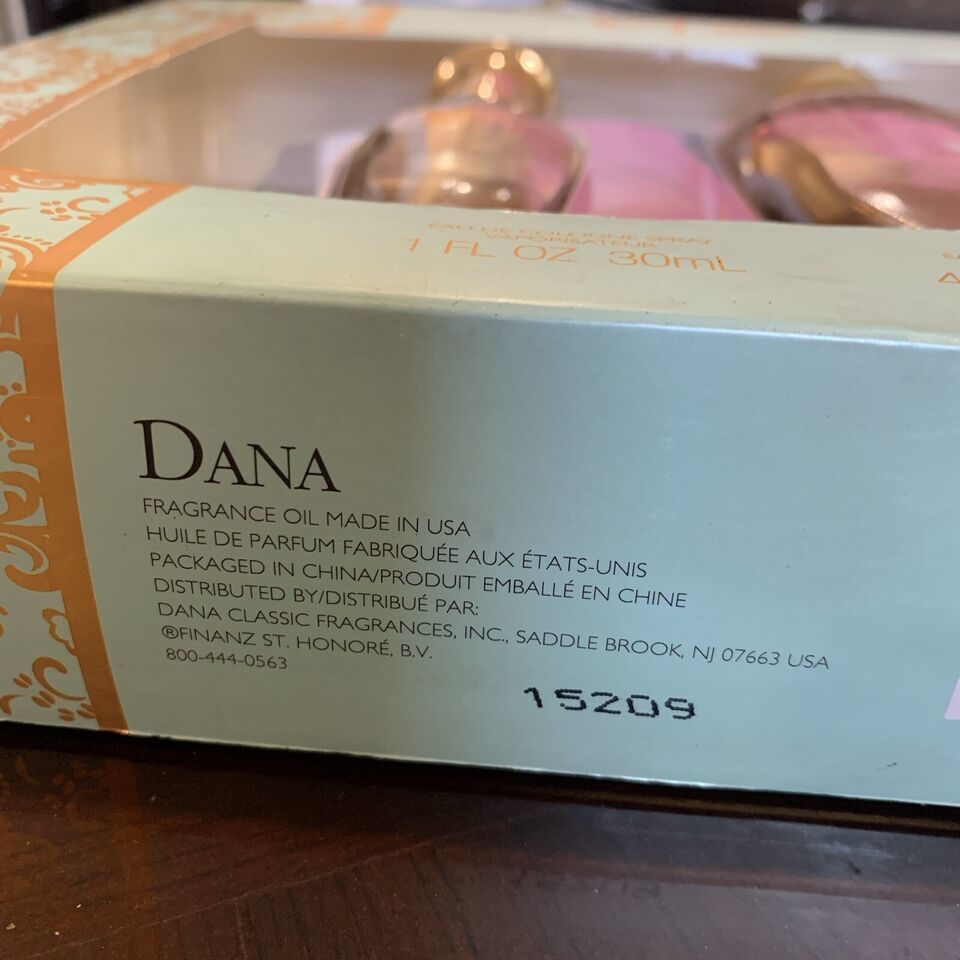 EAU DE COLOGNE SPRAY
VAPORISATEUR
1 FL OZ 30mL
DANA
FRAGRANCE OIL MADE IN USA
HUILE DE PARFUM FABRIQUÉE AUX ÉTATS-UNIS
PACKAGED IN CHINA/PRODUIT EMBALLÉ EN CHINE
DISTRIBUTED BY/DISTRIBUÉ PAR:
DANA CLASSIC FRAGRANCES, INC., SADDLE BROOK, NJ 07663 USA
®FINANZ ST. HONORÉ, B.V.
800-444-0563
15209